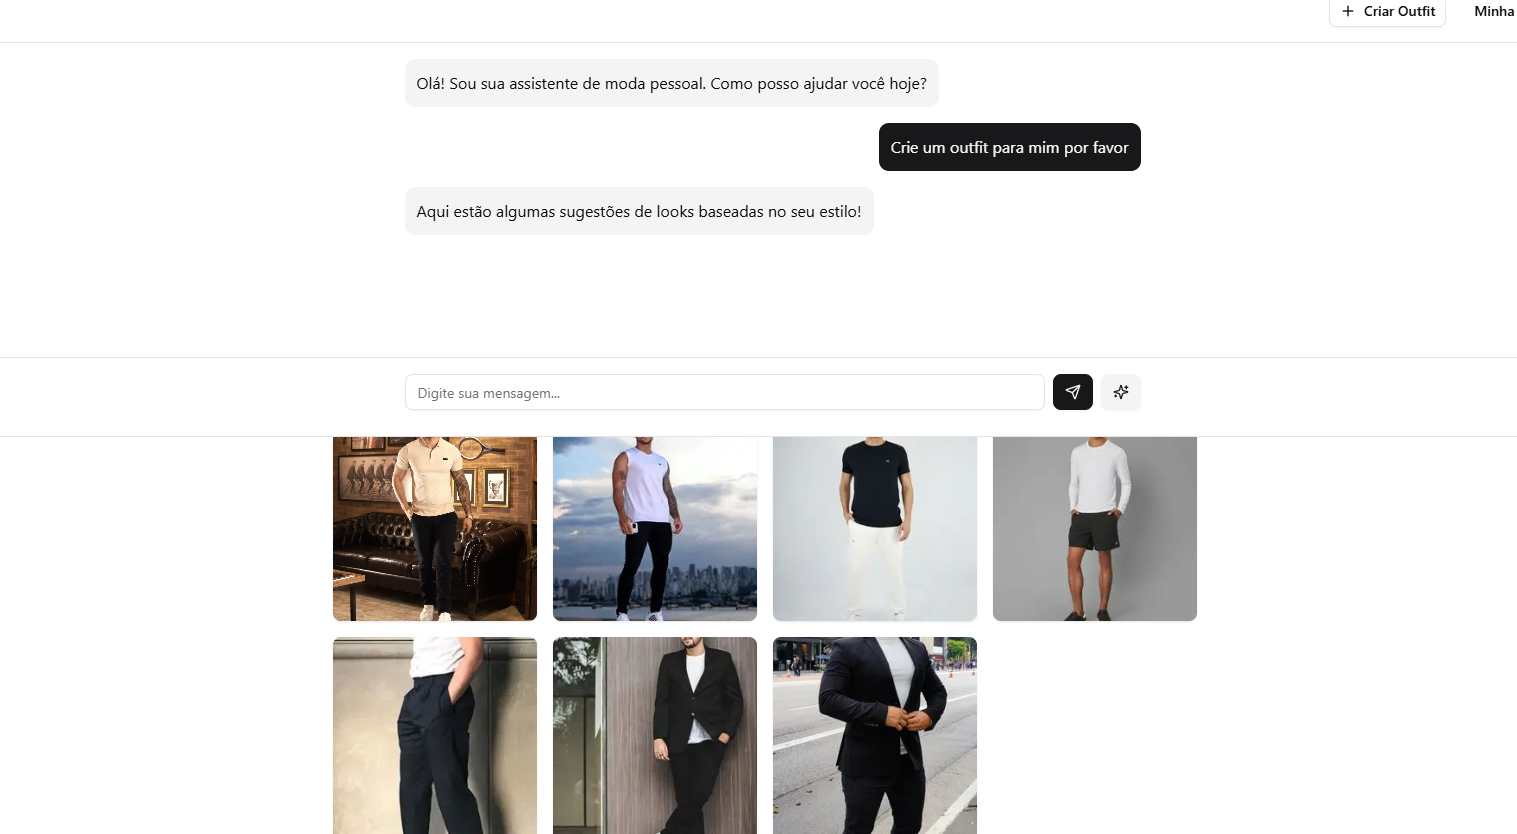 Criar Outfit
Minha
Olá! Sou sua assistente de moda pessoal. Como posso ajudar você hoje?
Crie um outfit para mim por favor
Aqui estão algumas sugestões de looks baseadas no seu estilo!
Digite sua mensagem...